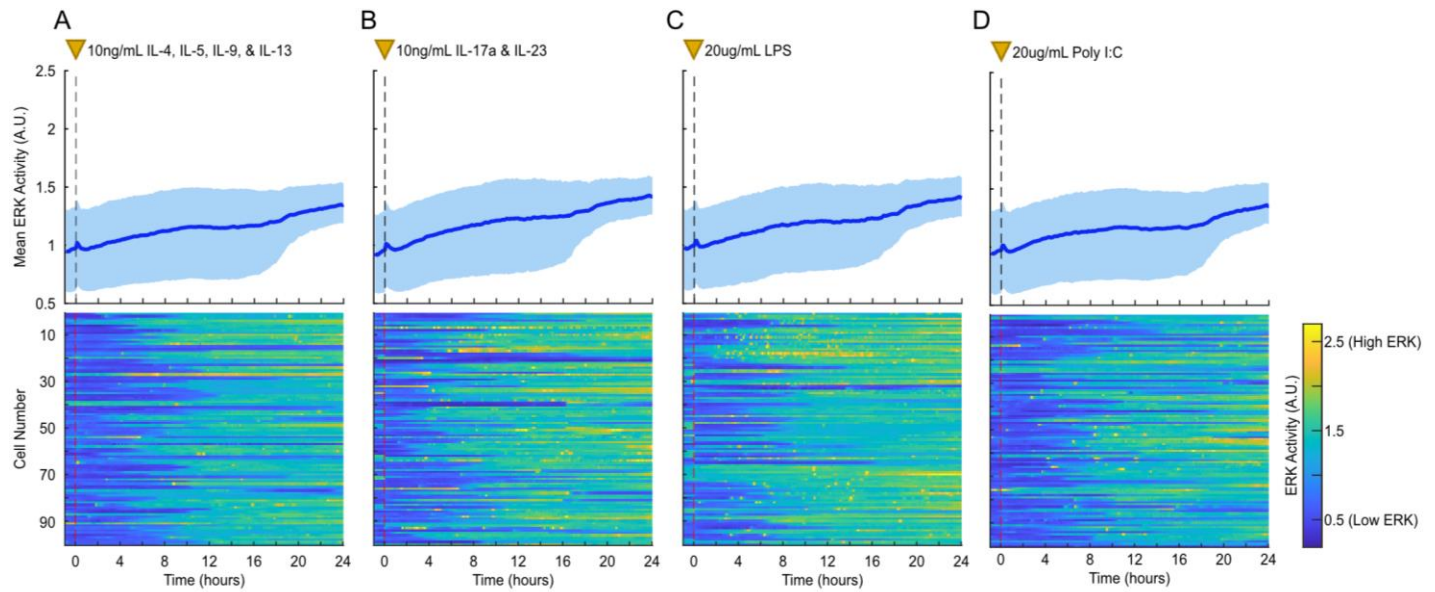 A
B
C
D
10ng/mL IL-4, IL-5, IL-9, & IL-13
10ng/mL IL-17a & IL-23
20ug/mL LPS
20ug/mL Poly I:C
Mean ERK Activity (A.U.)
2.5
2
1.5
1
0.5
Cell Number
10
30
50
70
90
0 4 8 12 16 20 24
Time (hours)
0 4 8 12 16 20 24
Time (hours)
0 4 8 12 16 20 24
Time (hours)
0 4 8 12 16 20 24
Time (hours)
ERK Activity (A.U.)
2.5 (High ERK)
1.5
0.5 (Low ERK)